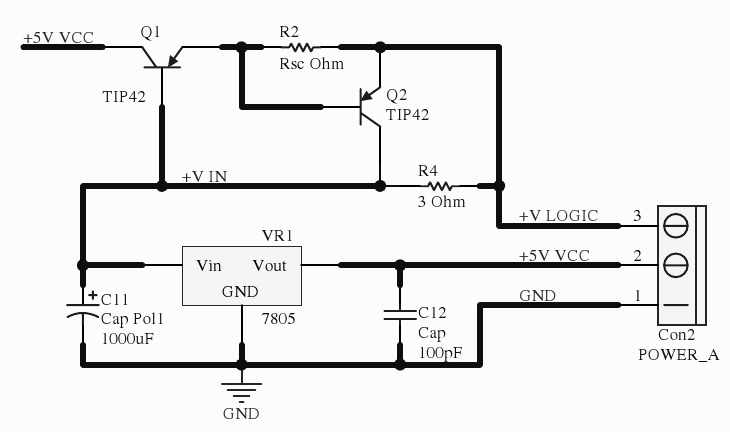 +5V VCC
Q1
TIP42
R2
Rsc Ohm
Q2
TIP42
+V IN
R4
3 Ohm
+V LOGIC
3
+5V VCC
2
GND
1
VR1
Vin
Vout
GND
7805
+
C11
Cap Pol1
1000uF
C12
Cap
100pF
GND
Con2
POWER_A